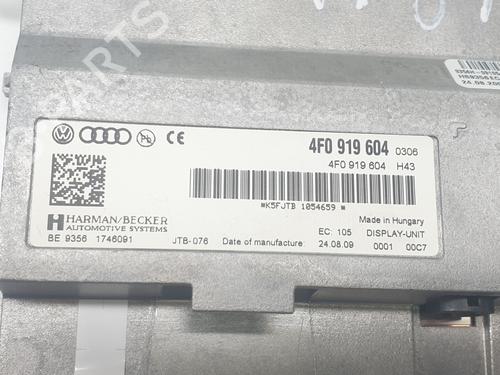 4F0 919 604 0306
4F0 919 604 H43
*K5FJTB 1054659 *
HARMAN/BECKER
AUTOMOTIVE SYSTEMS
Made in Hungary
EC: 105 DISPLAY-UNIT
BE 9356 1746091 JTB-076 Date of manufacture: 24.08.09 0001 00C7